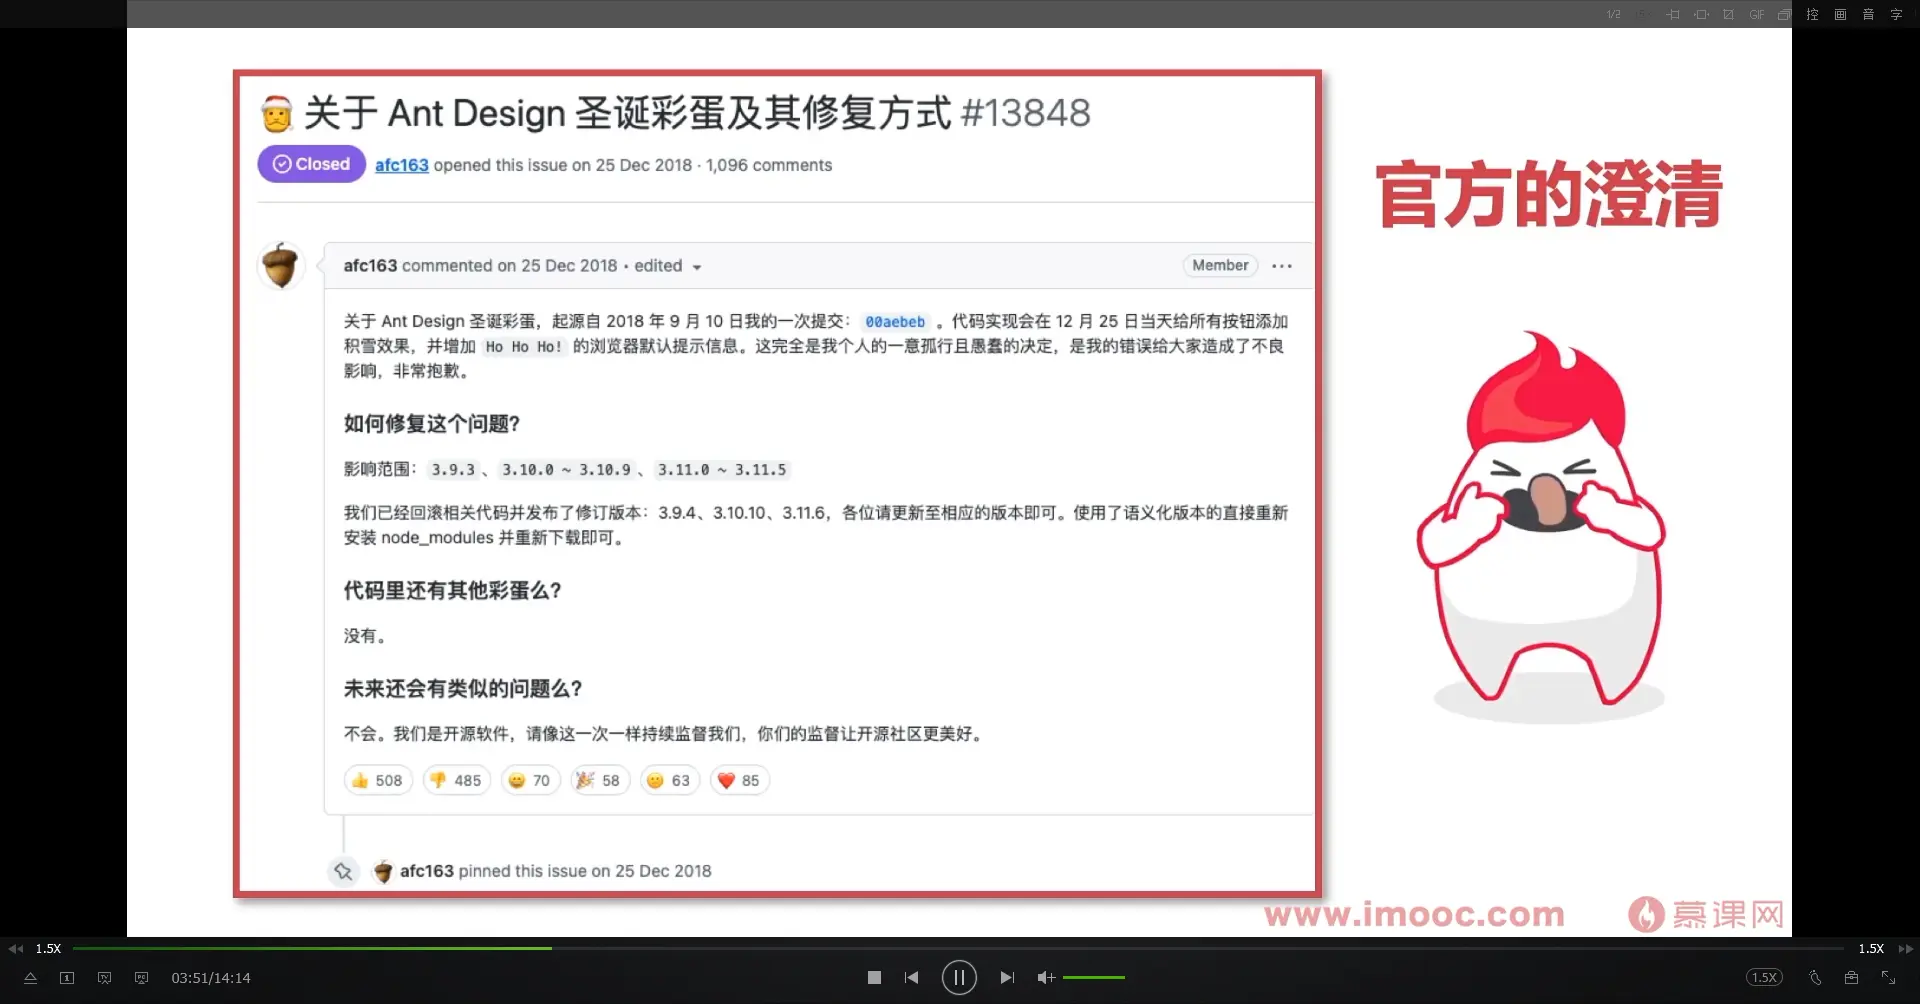 1/2
GIF
控
画
音
字
关于 Ant Design 圣诞彩蛋及其修复方式 #13848
Closed afc163 opened this issue on 25 Dec 2018 · 1,096 comments
官方的澄清
afc163 commented on 25 Dec 2018 • edited
Member ···
关于 Ant Design 圣诞彩蛋，起源自 2018 年 9 月 10 日我的一次提交： 00aebeb 。代码实现会在 12 月 25 日当天给所有按钮添加
积雪效果，并增加 Ho Ho Ho! 的浏览器默认提示信息。这完全是我个人的一意孤行且愚蠢的决定，是我的错误给大家造成了不良
影响，非常抱歉。
如何修复这个问题?
影响范围： 3.9.3 、 3.10.0 ~ 3.10.9 、 3.11.0 ~ 3.11.5
我们已经回滚相关代码并发布了修订版本：3.9.4、3.10.10、3.11.6，各位请更新至相应的版本即可。使用了语义化版本的直接重新
安装 node_modules 并重新下载即可。
代码里还有其他彩蛋么?
没有。
未来还会有类似的问题么?
不会。我们是开源软件，请像这一次一样持续监督我们，你们的监督让开源社区更美好。
508 485 70 58 63 85
afc163 pinned this issue on 25 Dec 2018
www.imooc.com 慕课网
1.5X
1.5X
03:51/14:14
1.5X